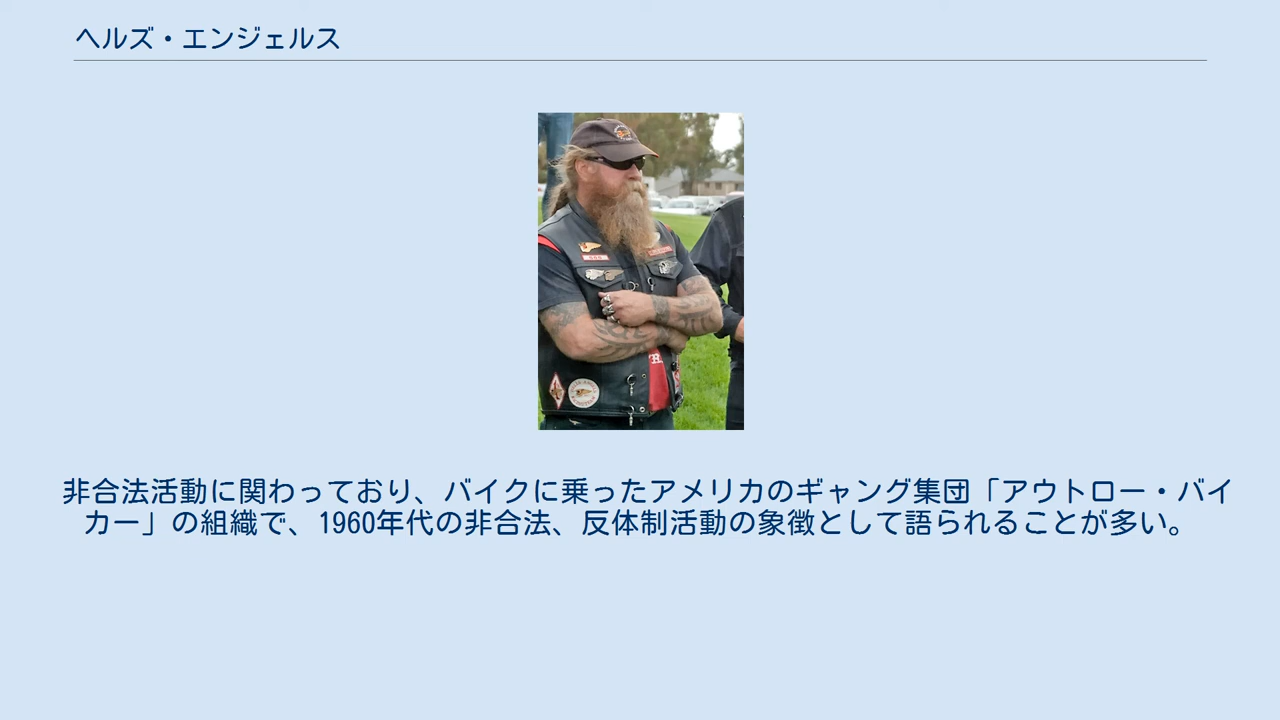 ヘルズ・エンジェルス
非合法活動に関わっており、バイクに乗ったアメリカのギャング集団「アウトロー・バイ
カー」の組織で、1960年代の非合法、反体制活動の象徴として語られることが多い。